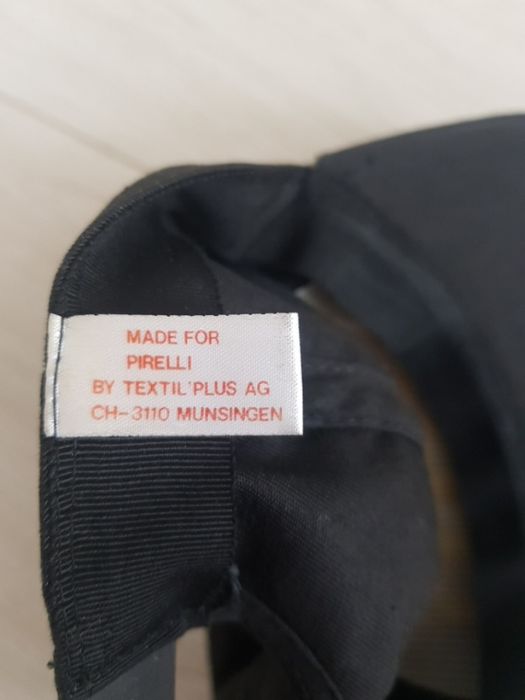 MADE FOR
PIRELLI
BY TEXTIL'PLUS AG
CH-3110 MUNSINGEN